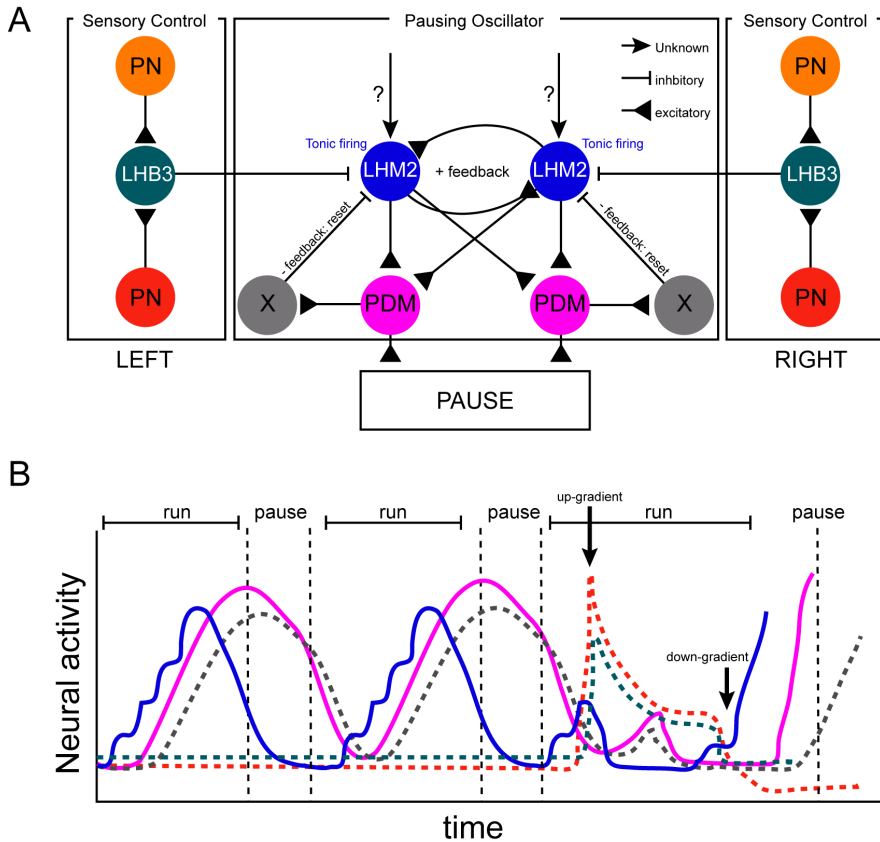 A
Sensory Control
Pausing Oscillator
Sensory Control
PN
PN
Unknown
inhbitory
excitatory
?
?
Tonic firing
Tonic firing
LHB3
LHM2
+ feedback
LHM2
LHB3
- feedback: reset
- feedback: reset
PN
X
PDM
PDM
X
PN
LEFT
RIGHT
PAUSE
B
up-gradient
run
pause
run
pause
run
pause
down-gradient
Neural activity
time